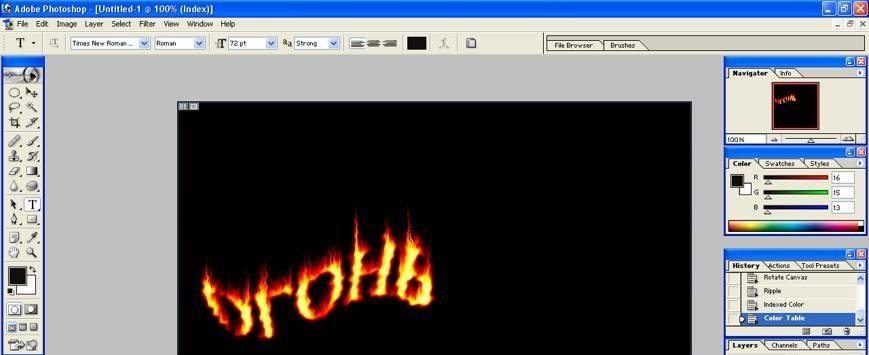 Adobe Photoshop - [Untitled-1 @ 100% (Index)]
File Edit Image Layer Select Filter View Window Help
T Times New Roman ... Roman T 72 pt aa Strong File Browser Brushes
Navigator Info
100%
Color Swatches Styles
R 16
G 15
B 13
огонь
History Actions Tool Presets
Rotate Canvas
Ripple
Indexed Color
Color Table
Layers Channels Paths